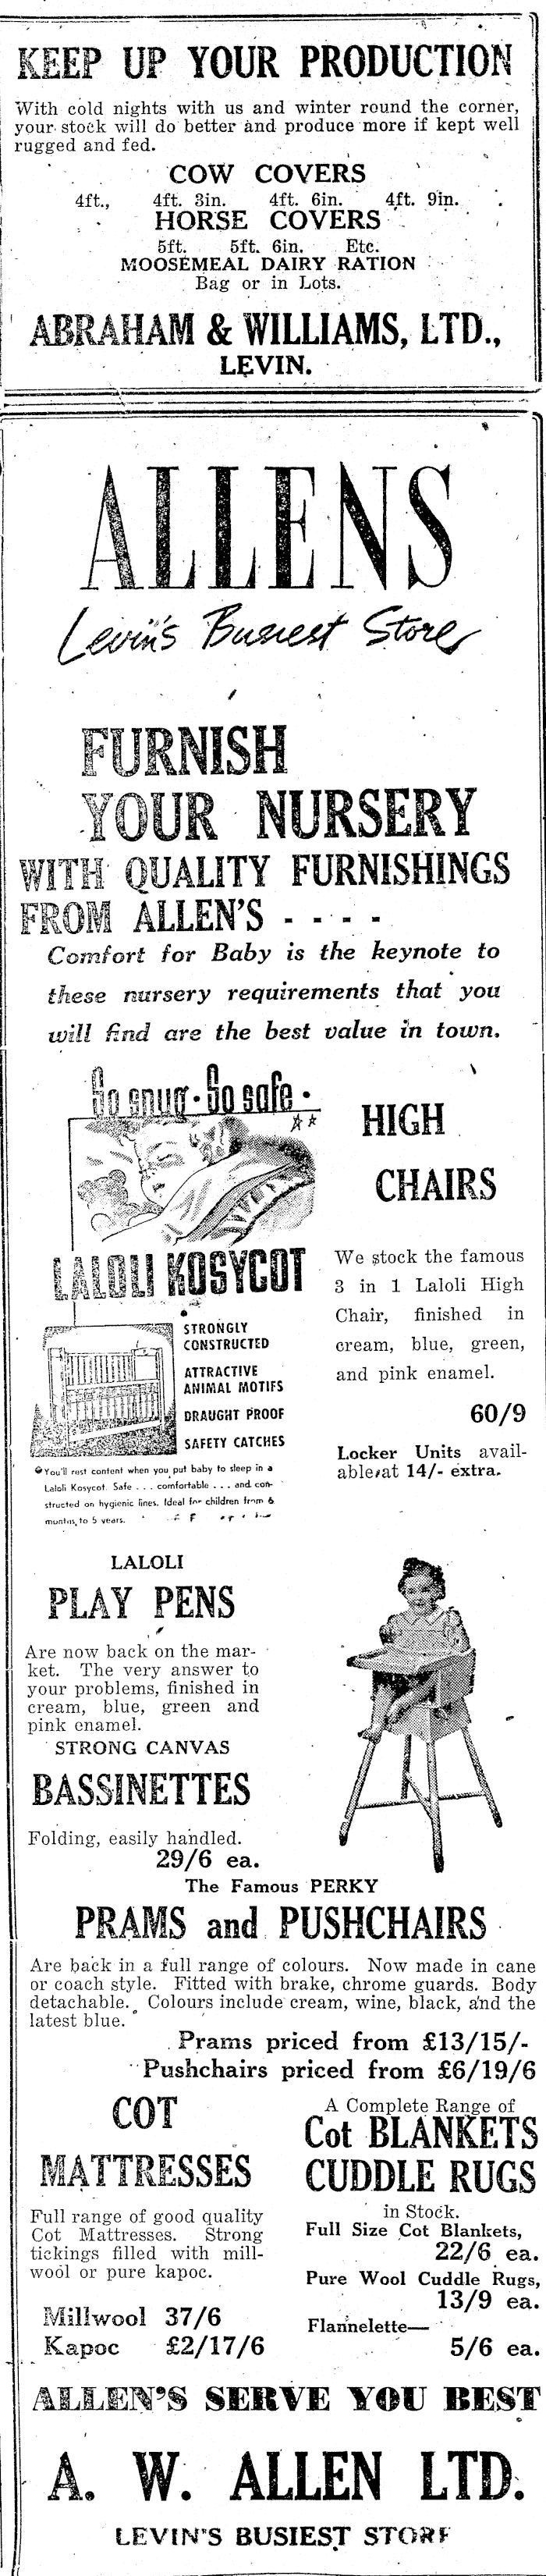 KEEP UP YOUR PRODUCTION
With cold nights with us and winter round the corner,
your stock will do better and produce more if kept well
rugged and fed.
COW COVERS
4ft., 4ft. 3in. 4ft. 6in. 4ft. 9in.
HORSE COVERS
5ft. 5ft. 6in. Etc.
MOOSEMEAL DAIRY RATION
Bag or in Lots.
ABRAHAM & WILLIAMS, LTD.,
LEVIN.
ALLENS
Levin's Busiest Store
FURNISH
YOUR NURSERY
WITH QUALITY FURNISHINGS
FROM ALLEN'S - - - -
Comfort for Baby is the keynote to
these nursery requirements that you
will find are the best value in town.
So snug · So safe ·
LALOLI KOSYCOT
STRONGLY
CONSTRUCTED
ATTRACTIVE
ANIMAL MOTIFS
DRAUGHT PROOF
SAFETY CATCHES
You'll rest content when you put baby to sleep in a
Laloli Kosycot. Safe . . . comfortable . . . and con-
structed on hygienic lines. Ideal for children from 6
months to 5 years.
HIGH
CHAIRS
We stock the famous
3 in 1 Laloli High
Chair, finished in
cream, blue, green,
and pink enamel.
60/9
Locker Units avail-
able at 14/- extra.
LALOLI
PLAY PENS
Are now back on the mar-
ket. The very answer to
your problems, finished in
cream, blue, green and
pink enamel.
STRONG CANVAS
BASSINETTES
Folding, easily handled.
29/6 ea.
The Famous PERKY
PRAMS and PUSHCHAIRS
Are back in a full range of colours. Now made in cane
or coach style. Fitted with brake, chrome guards. Body
detachable. Colours include cream, wine, black, and the
latest blue.
Prams priced from £13/15/-
Pushchairs priced from £6/19/6
COT
MATTRESSES
Full range of good quality
Cot Mattresses. Strong
tickings filled with mill-
wool or pure kapoc.
Millwool 37/6
Kapoc £2/17/6
A Complete Range of
Cot BLANKETS
CUDDLE RUGS
in Stock.
Full Size Cot Blankets,
22/6 ea.
Pure Wool Cuddle Rugs,
13/9 ea.
Flannelette—
5/6 ea.
ALLEN'S SERVE YOU BEST
A. W. ALLEN LTD.
LEVIN'S BUSIEST STORE